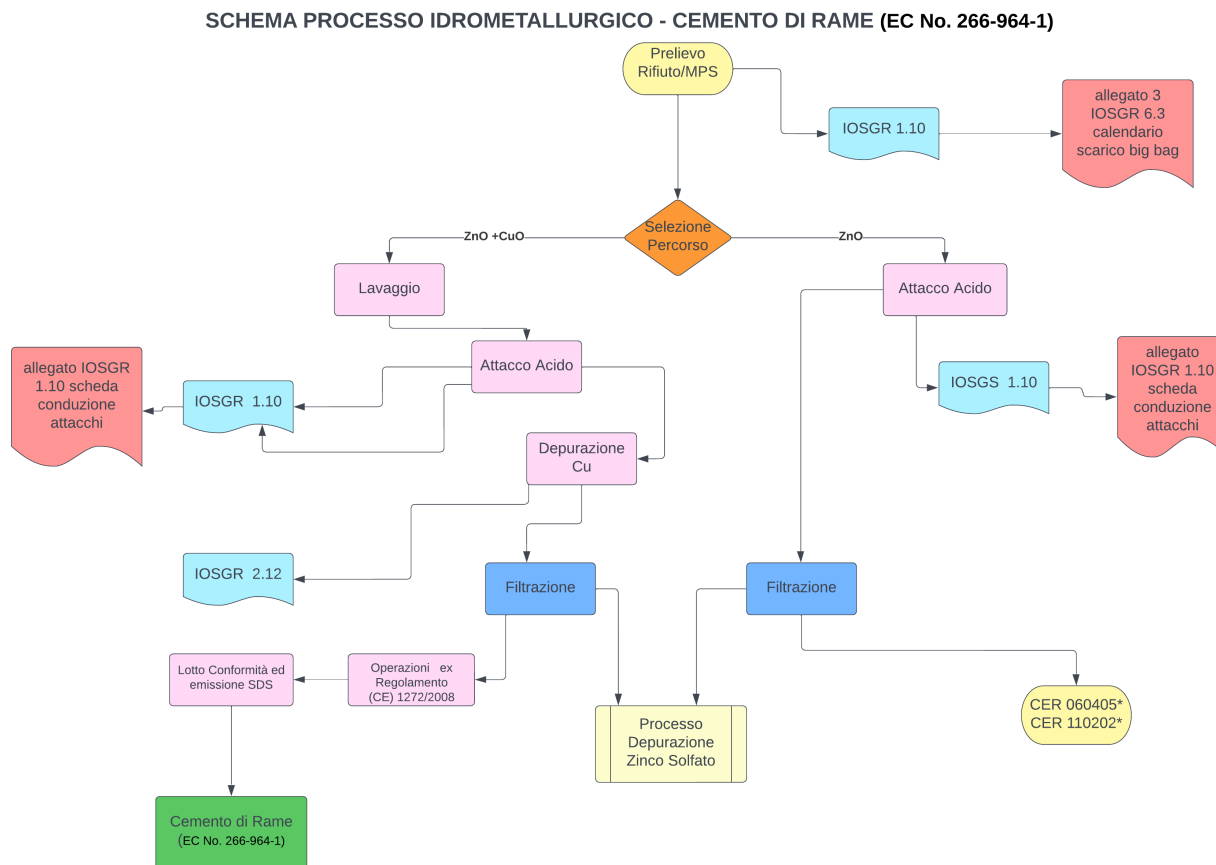 SCHEMA PROCESSO IDROMETALLURGICO - CEMENTO DI RAME (EC No. 266-964-1)
Prelievo
Rifiuto/MPS
IOSGR 1.10
allegato 3
IOSGR 6.3
calendario
scarico big bag
Selezione
Percorso
ZnO +CuO
ZnO
Lavaggio
Attacco Acido
Attacco Acido
allegato IOSGR
1.10 scheda
conduzione
attacchi
IOSGR  1.10
IOSGS  1.10
allegato
IOSGR 1.10
scheda
conduzione
attacchi
Depurazione
Cu
IOSGR  2.12
Filtrazione
Filtrazione
Lotto Conformità ed
emissione SDS
Operazioni   ex
Regolamento
(CE) 1272/2008
Processo
Depurazione
Zinco Solfato
CER 060405*
CER 110202*
Cemento di Rame
(EC No. 266-964-1)